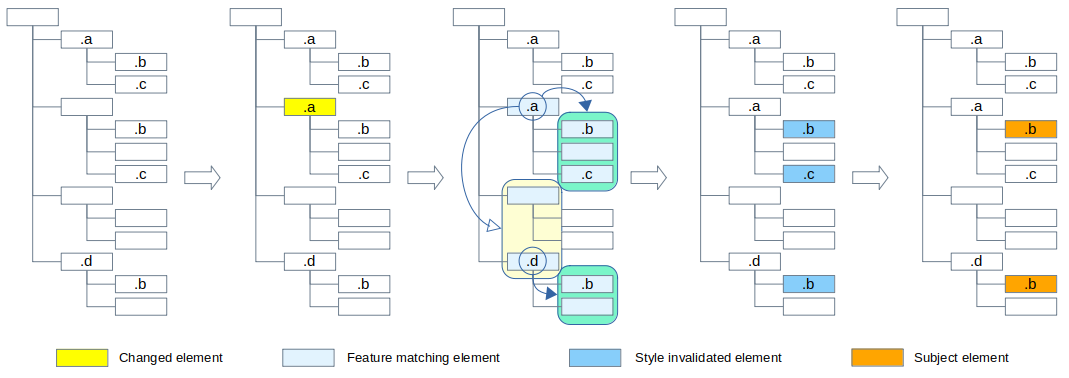 .a
.b
.c
.b
.c
.d
.b
.a
.b
.c
.a
.b
.c
.d
.b
.a
.b
.c
.a
.b
.c
.d
.b
.a
.b
.c
.a
.b
.c
.d
.b
.a
.b
.c
.a
.b
.c
.d
.b
Changed element
Feature matching element
Style invalidated element
Subject element